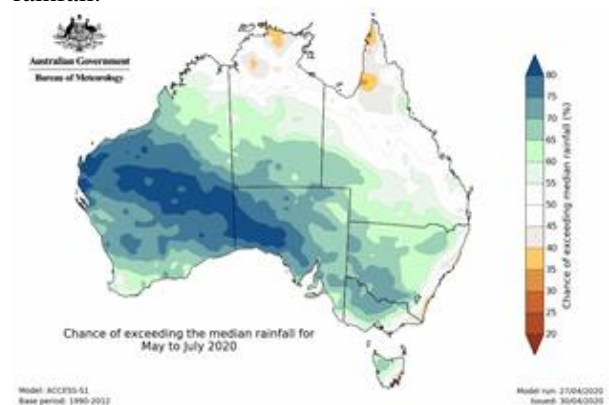 Australian Government
Bureau of Meteorology
80
75
70
65
60
55
50
45
40
35
30
25
20
Chance of exceeding median rainfall (%)
Chance of exceeding the median rainfall for
May to July 2020
Model: ACCESS-S1
Base period: 1990-2012
Model run: 27/04/2020
Issued: 30/04/2020